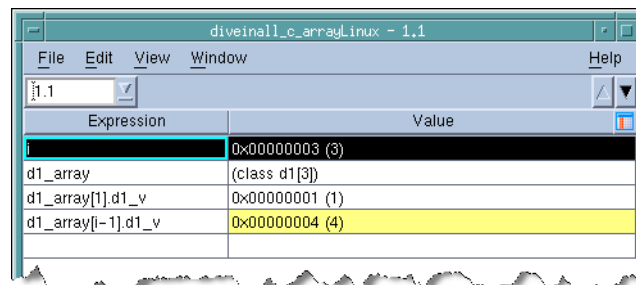 diveinall_c_arrayLinux - 1.1
File Edit View Window Help
1.1
Expression Value
i 0x00000003 (3)
d1_array (class d1[3])
d1_array[1].d1_v 0x00000001 (1)
d1_array[i-1].d1_v 0x00000004 (4)